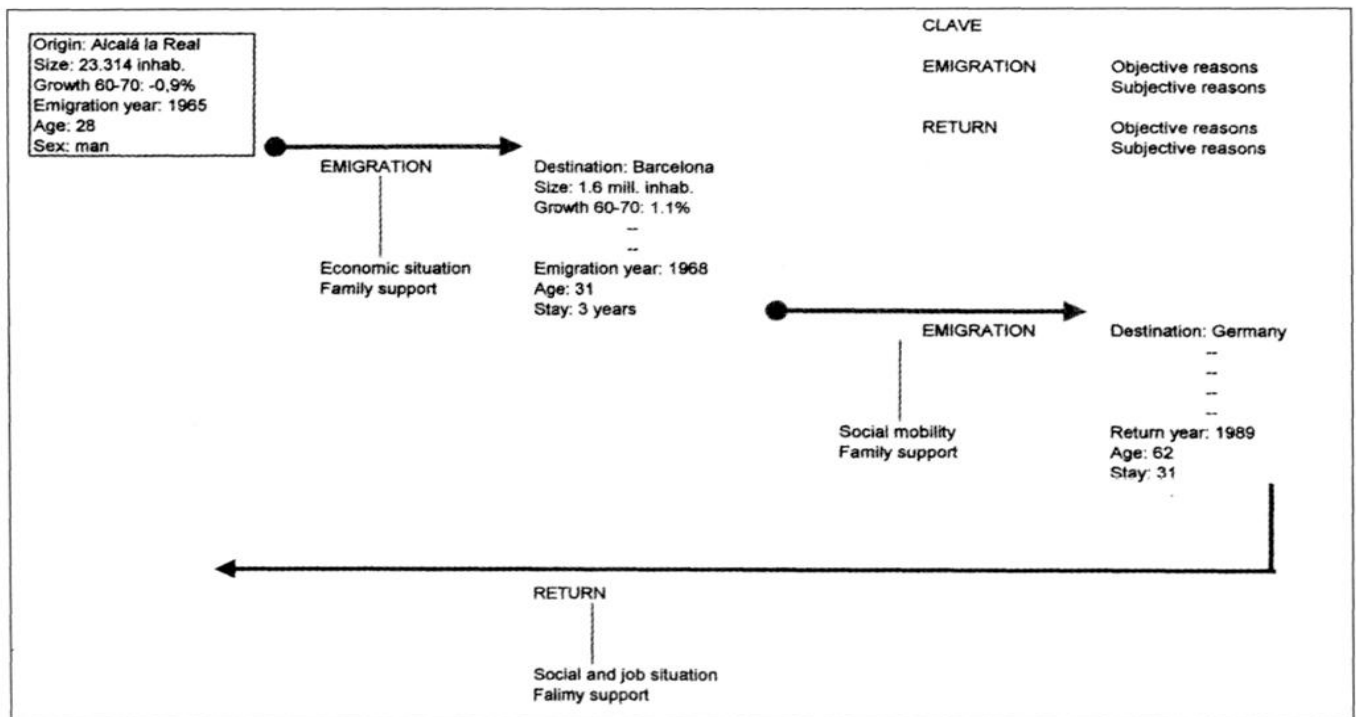 Origin: Alcalá la Real
Size: 23.314 inhab.
Growth 60-70: -0,9%
Emigration year: 1965
Age: 28
Sex: man
CLAVE
EMIGRATION Objective reasons
Subjective reasons
RETURN Objective reasons
Subjective reasons
EMIGRATION
Economic situation
Family support
Destination: Barcelona
Size: 1.6 mill. inhab.
Growth 60-70: 1.1%
--
--
Emigration year: 1968
Age: 31
Stay: 3 years
EMIGRATION
Social mobility
Family support
Destination: Germany
--
--
--
--
Return year: 1989
Age: 62
Stay: 31
RETURN
Social and job situation
Falimy support